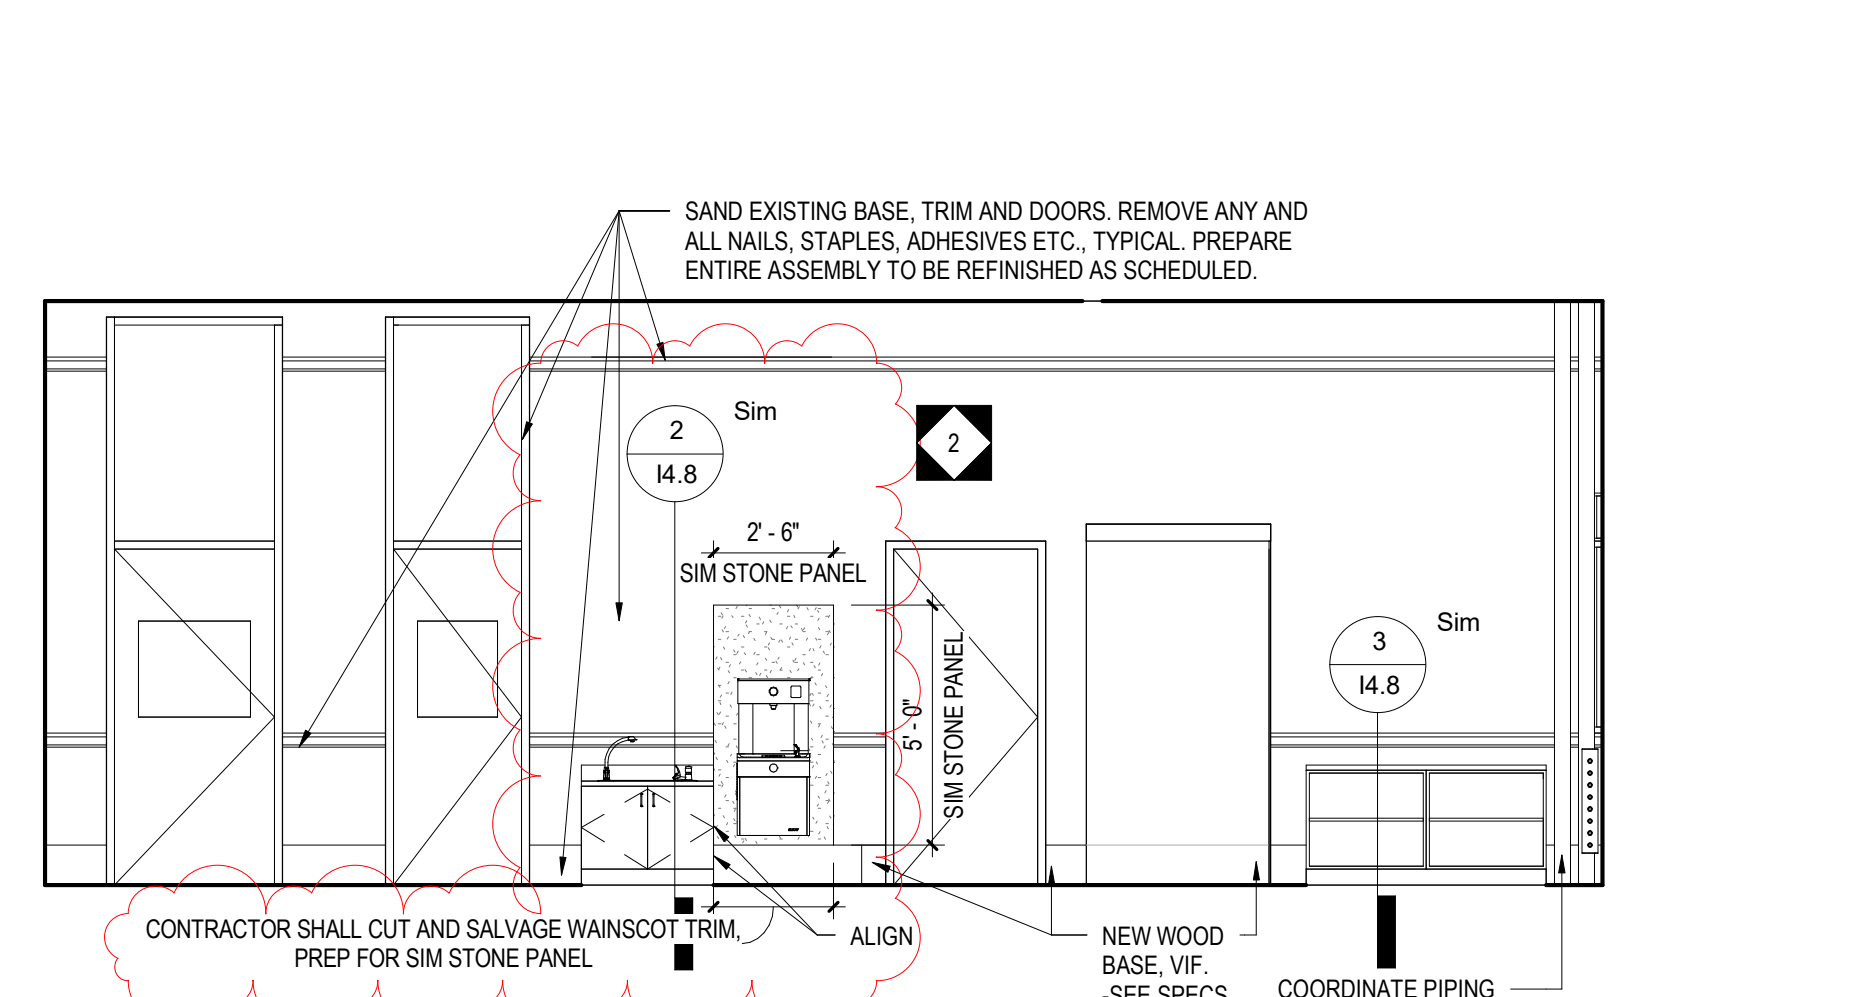 SAND EXISTING BASE, TRIM AND DOORS. REMOVE ANY AND
ALL NAILS, STAPLES, ADHESIVES ETC., TYPICAL. PREPARE
ENTIRE ASSEMBLY TO BE REFINISHED AS SCHEDULED.
Sim
2
I4.8
2
2' - 6"
SIM STONE PANEL
5' - 0"
SIM STONE PANEL
Sim
3
I4.8
CONTRACTOR SHALL CUT AND SALVAGE WAINSCOT TRIM,
PREP FOR SIM STONE PANEL
ALIGN
NEW WOOD
BASE, VIF.
-SEE SPECS
COORDINATE PIPING